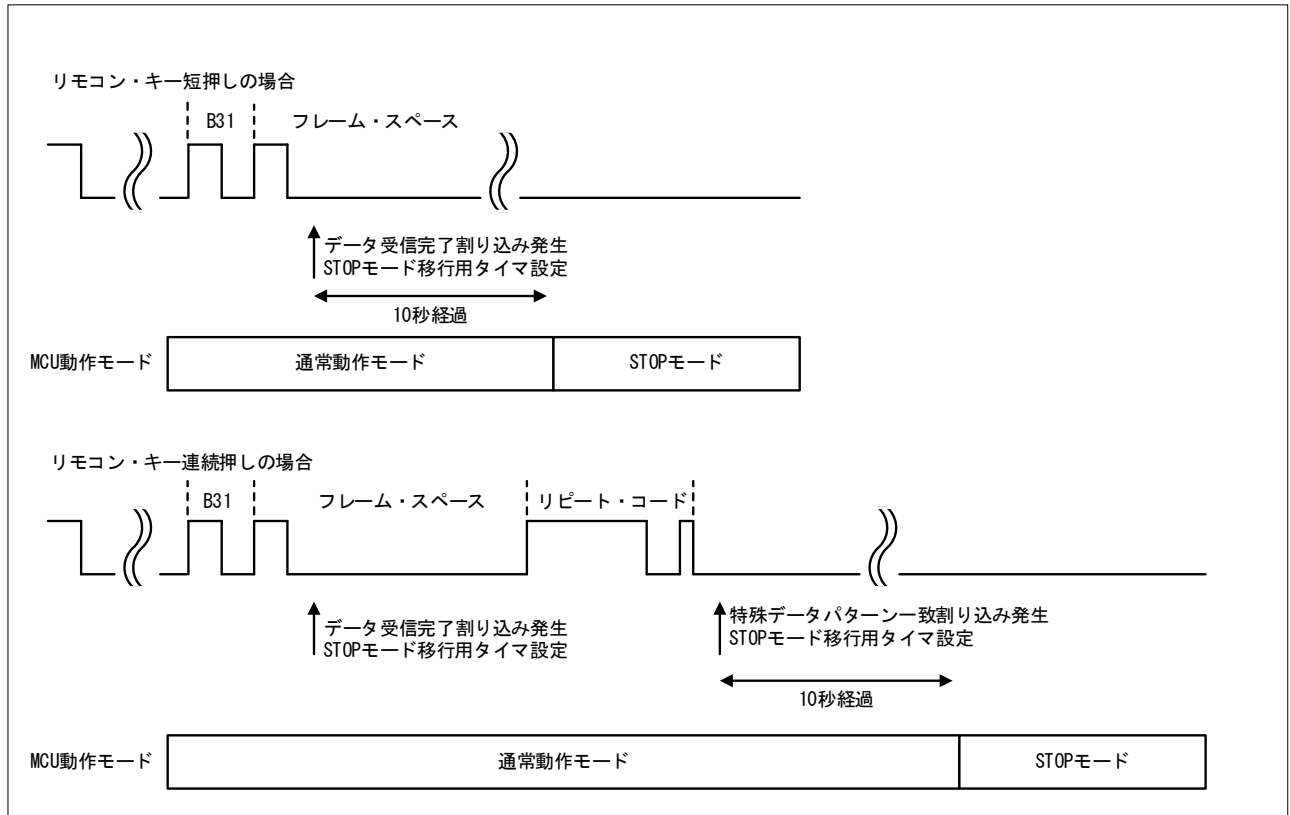 リモコン・キー短押しの場合
B31 フレーム・スペース
データ受信完了割り込み発生
STOPモード移行用タイマ設定
10秒経過
MCU動作モード 通常動作モード STOPモード
リモコン・キー連続押しの場合
B31 フレーム・スペース リピート・コード
データ受信完了割り込み発生
STOPモード移行用タイマ設定
特殊データパターン一致割り込み発生
STOPモード移行用タイマ設定
10秒経過
MCU動作モード 通常動作モード STOPモード